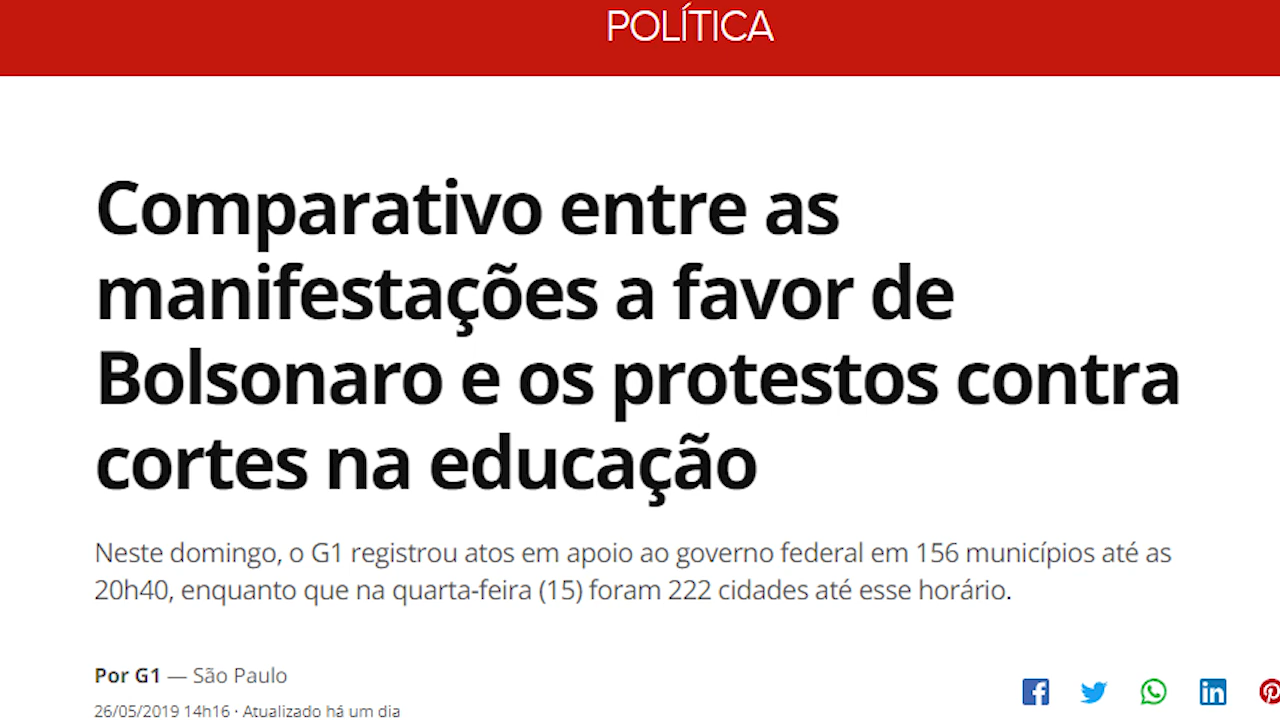 POLÍTICA
Comparativo entre as
manifestações a favor de
Bolsonaro e os protestos contra
cortes na educação
Neste domingo, o G1 registrou atos em apoio ao governo federal em 156 municípios até as
20h40, enquanto que na quarta-feira (15) foram 222 cidades até esse horário.
Por G1 — São Paulo
26/05/2019 14h16 · Atualizado há um dia